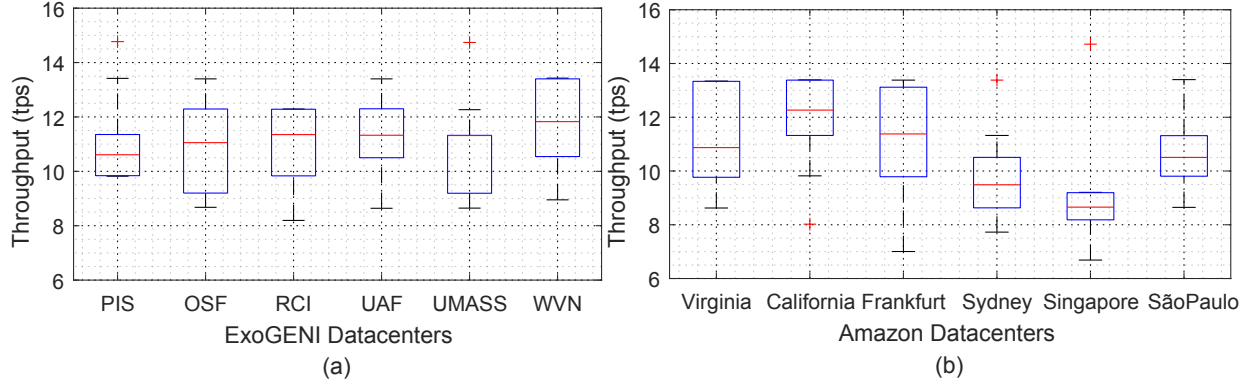 16
14
12
10
8
6
Throughput (tps)
PIS OSF RCI UAF UMASS WVN
ExoGENI Datacenters
(a)
16
14
12
10
8
6
Throughput (tps)
Virginia California Frankfurt Sydney Singapore SãoPaulo
Amazon Datacenters
(b)